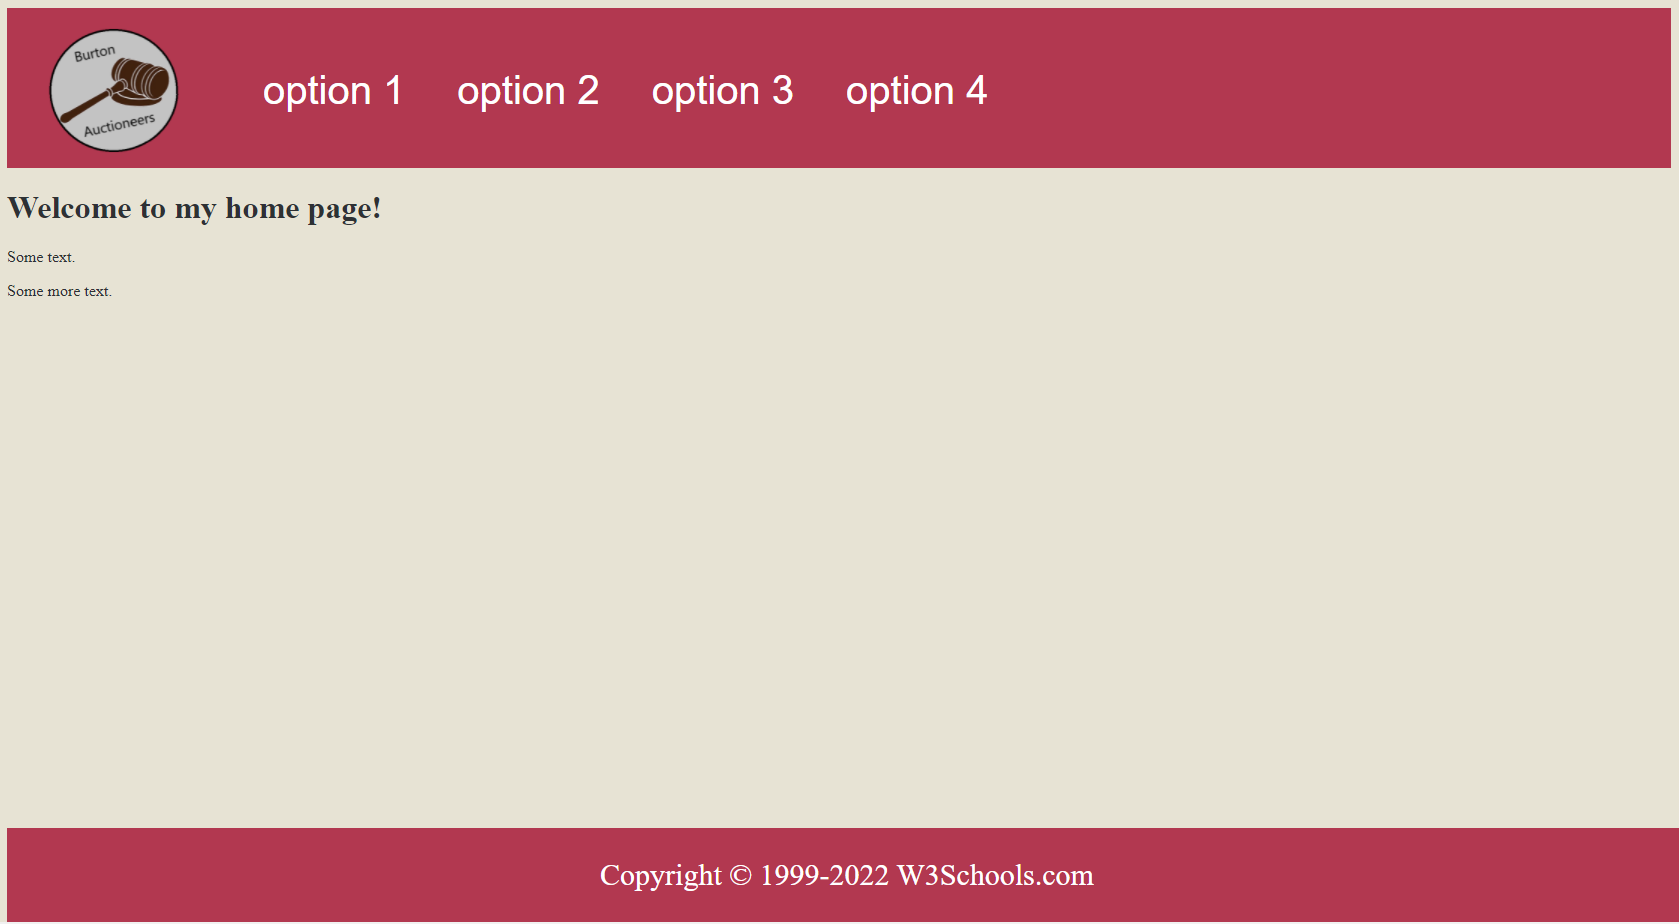 Burton
Auctioneers
option 1 option 2 option 3 option 4
Welcome to my home page!
Some text.
Some more text.
Copyright © 1999-2022 W3Schools.com